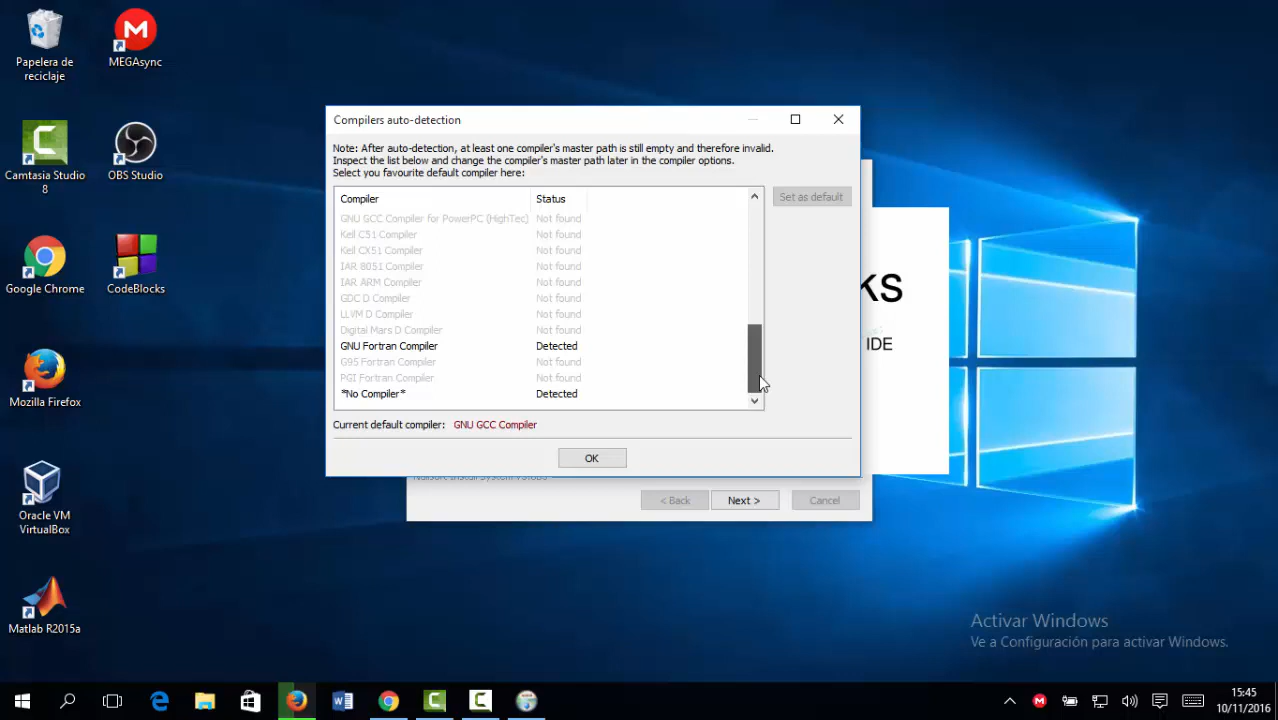 Papelera de
reciclaje
MEGAsync
Camtasia Studio
8
OBS Studio
Google Chrome
CodeBlocks
Mozilla Firefox
Oracle VM
VirtualBox
Matlab R2015a
Compilers auto-detection
Note: After auto-detection, at least one compiler's master path is still empty and therefore invalid.
Inspect the list below and change the compiler's master path later in the compiler options.
Select you favourite default compiler here:
Compiler Status
GNU GCC Compiler for PowerPC (HighTec) Not found
Keil C51 Compiler Not found
Keil CX51 Compiler Not found
IAR 8051 Compiler Not found
IAR ARM Compiler Not found
GDC D Compiler Not found
LLVM D Compiler Not found
Digital Mars D Compiler Not found
GNU Fortran Compiler Detected
G95 Fortran Compiler Not found
PGI Fortran Compiler Not found
*No Compiler* Detected
Set as default
Current default compiler: GNU GCC Compiler
OK
KS
IDE
< Back Next > Cancel
Activar Windows
Ve a Configuración para activar Windows.
15:45
10/11/2016